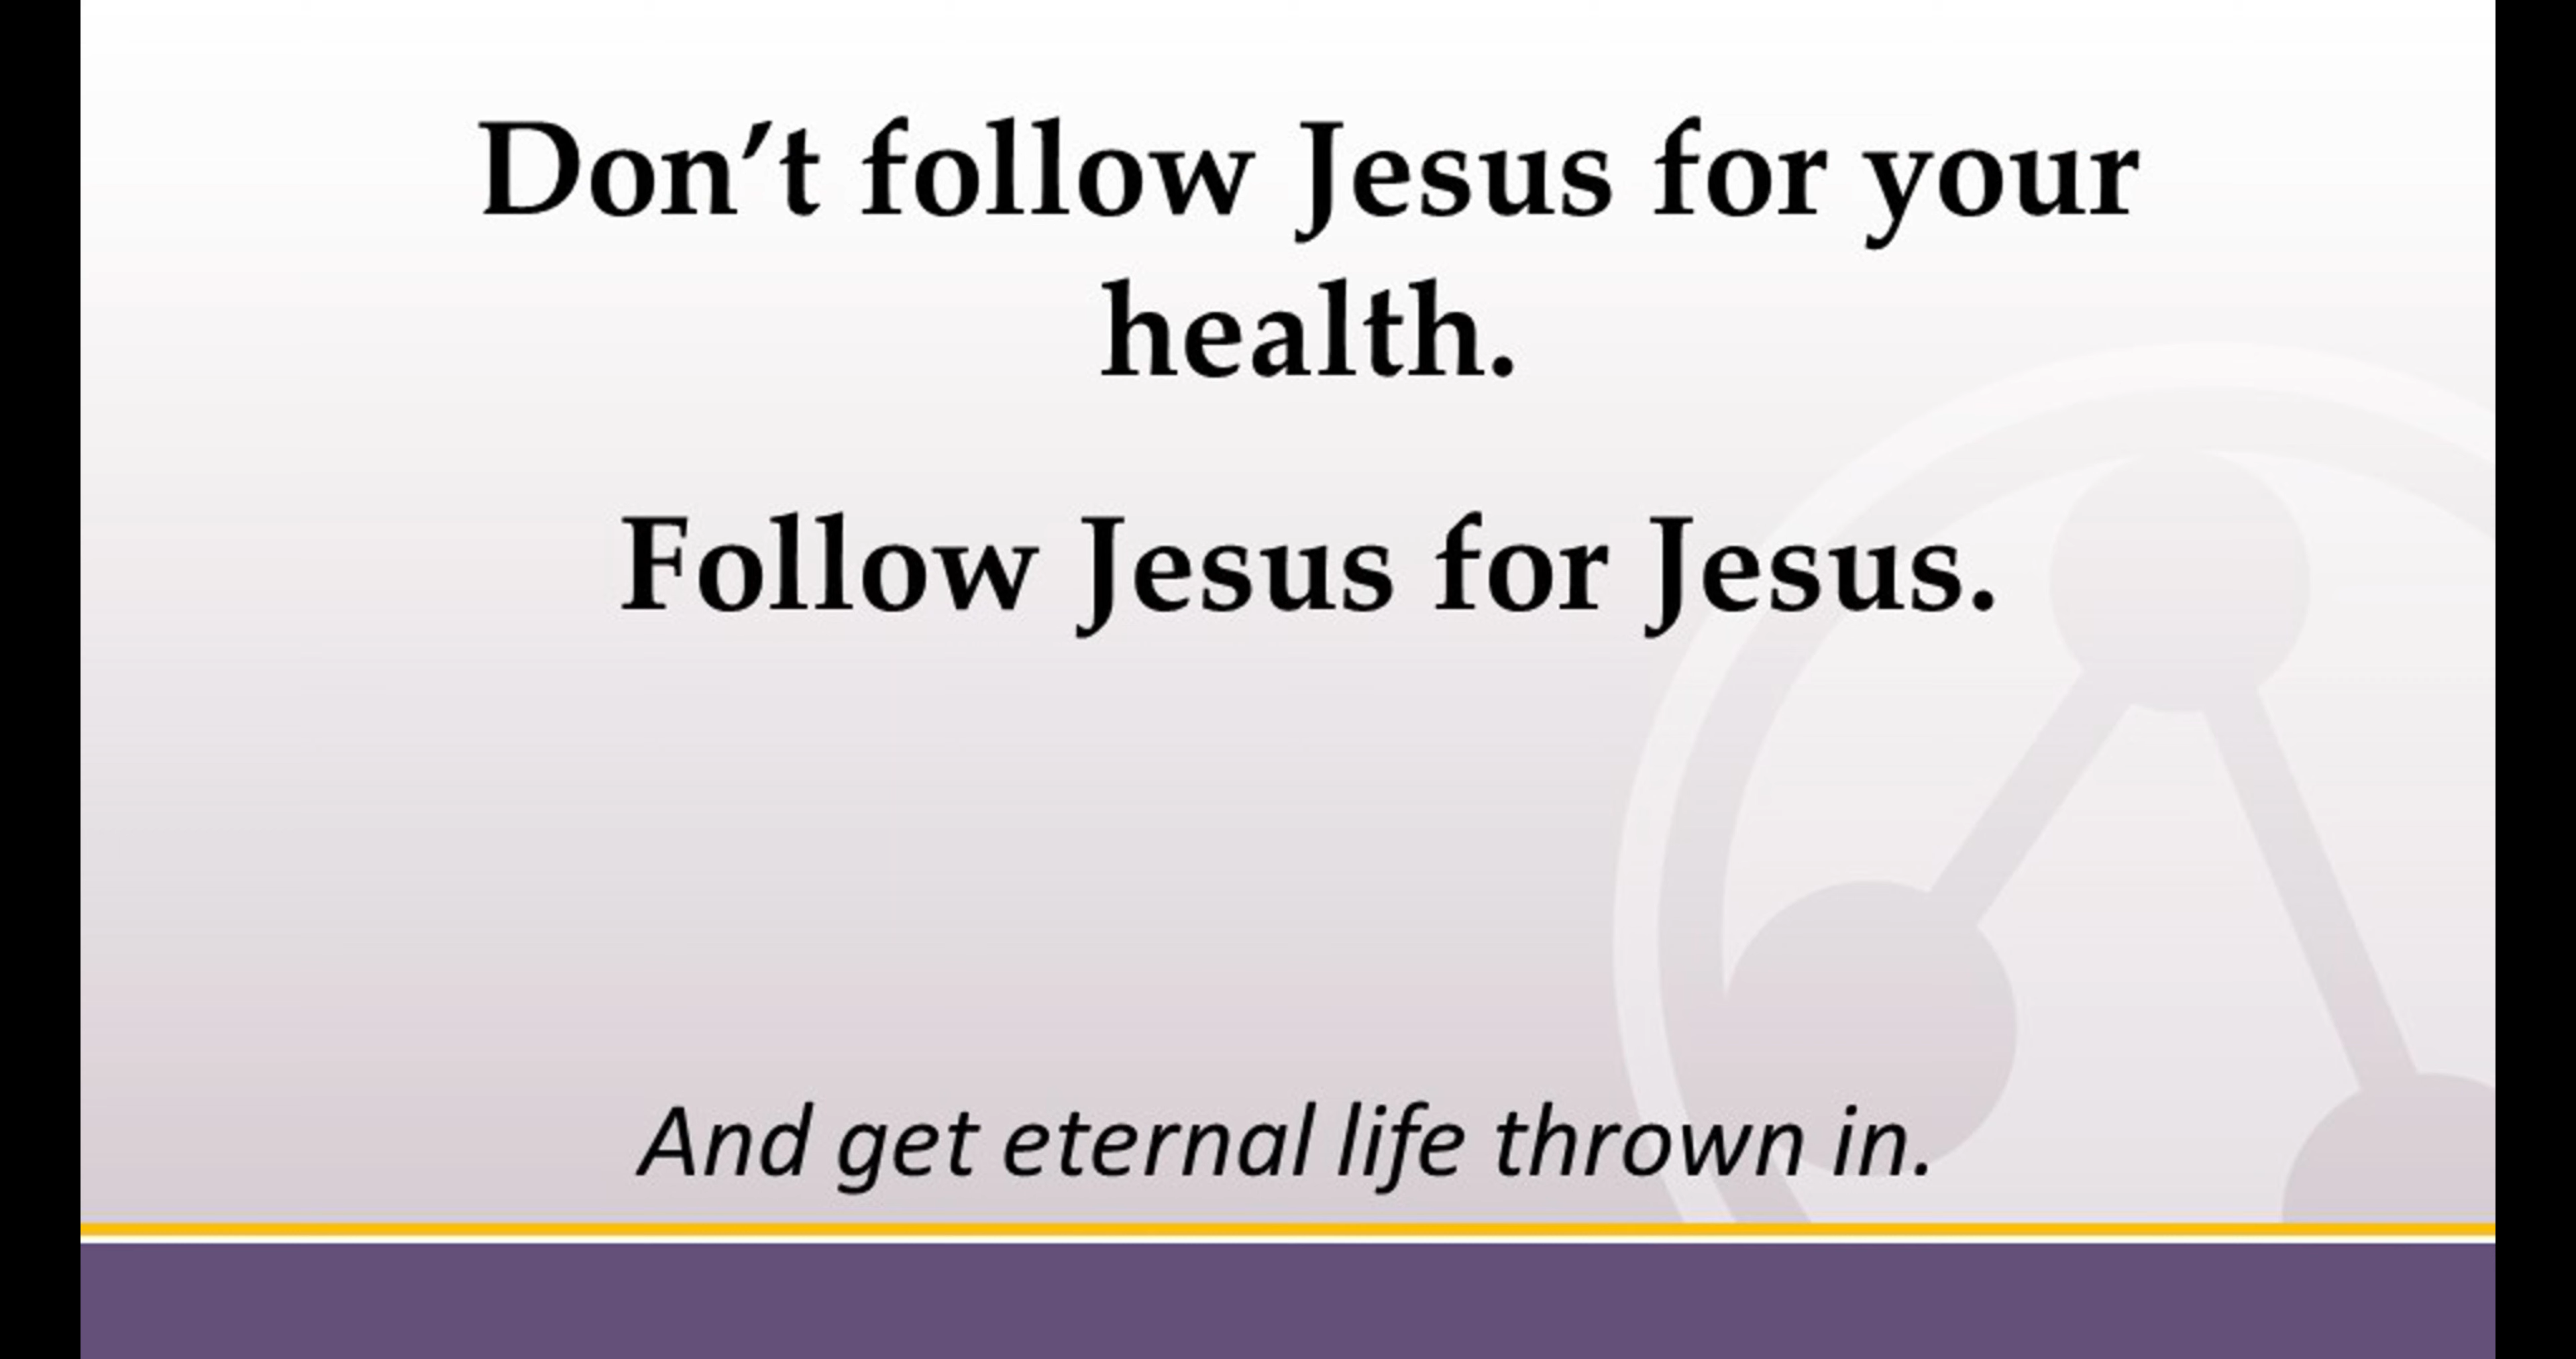 Don’t follow Jesus for your
health.
Follow Jesus for Jesus.
And get eternal life thrown in.